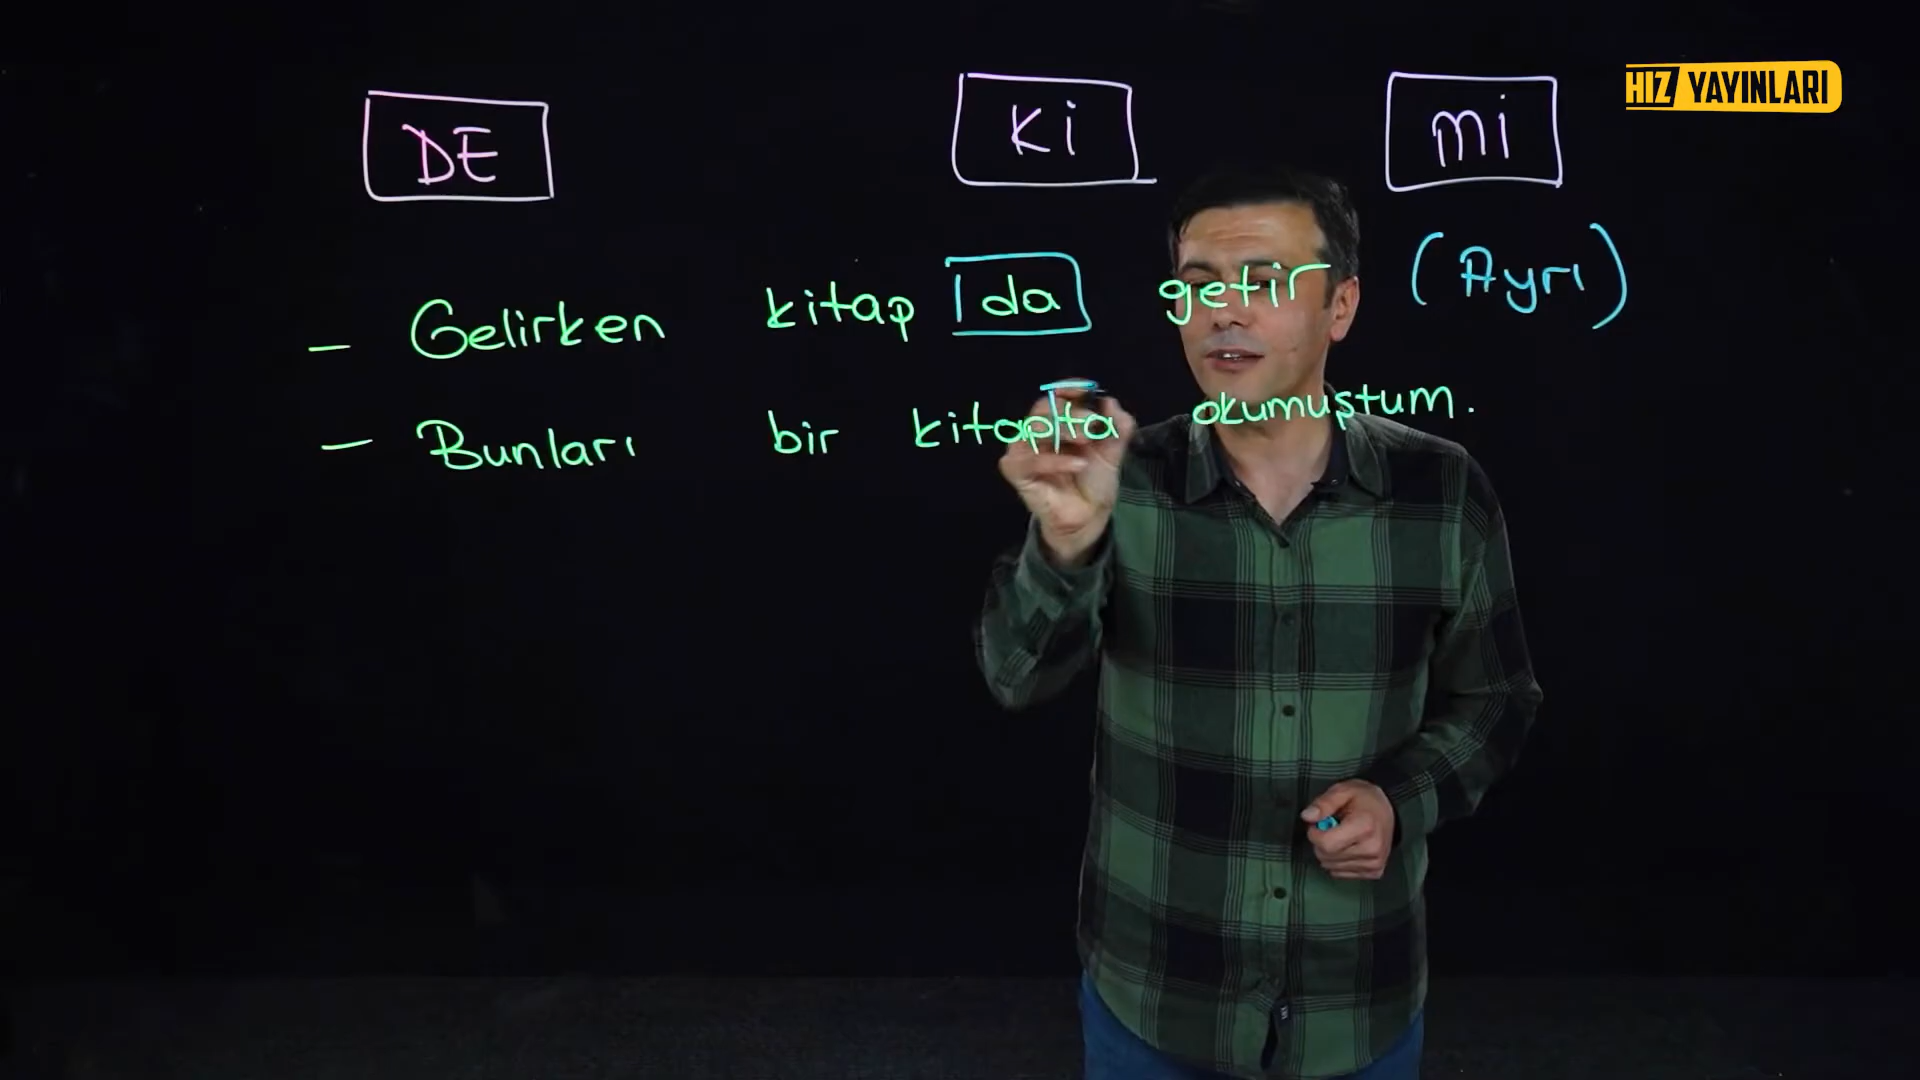 HIZ YAYINLARI
DE Kİ Mİ
- Gelirken kitap da getir (Ayrı)
- Bunları bir kitapta okumuştum.